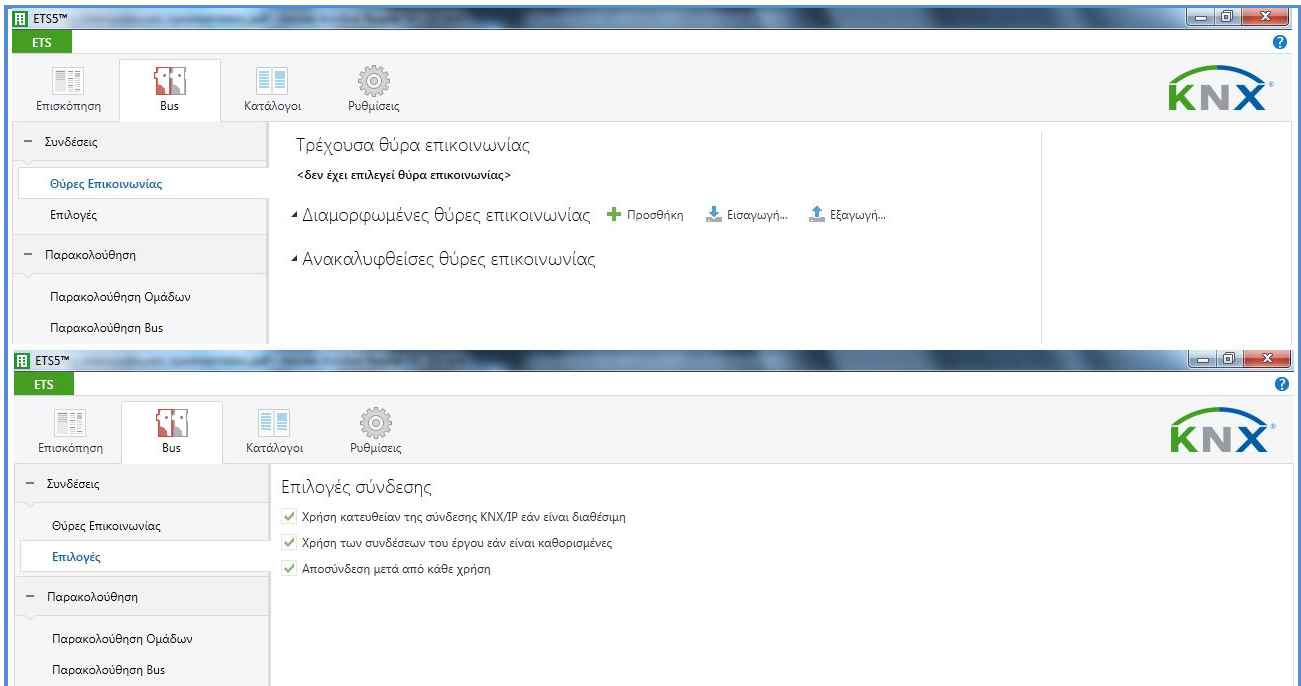 ETS5™
ETS
?
Επισκόπηση
Bus
Κατάλογοι
Ρυθμίσεις
KNX®
Συνδέσεις
Θύρες Επικοινωνίας
Επιλογές
Παρακολούθηση
Παρακολούθηση Ομάδων
Παρακολούθηση Bus
Τρέχουσα θύρα επικοινωνίας
<δεν έχει επιλεγεί θύρα επικοινωνίας>
Διαμορφωμένες θύρες επικοινωνίας Προσθήκη Εισαγωγή... Εξαγωγή...
Ανακαλυφθείσες θύρες επικοινωνίας
ETS5™
ETS
?
Επισκόπηση
Bus
Κατάλογοι
Ρυθμίσεις
KNX®
Συνδέσεις
Θύρες Επικοινωνίας
Επιλογές
Παρακολούθηση
Παρακολούθηση Ομάδων
Παρακολούθηση Bus
Επιλογές σύνδεσης
Χρήση κατευθείαν της σύνδεσης KNX/IP εάν είναι διαθέσιμη
Χρήση των συνδέσεων του έργου εάν είναι καθορισμένες
Αποσύνδεση μετά από κάθε χρήση